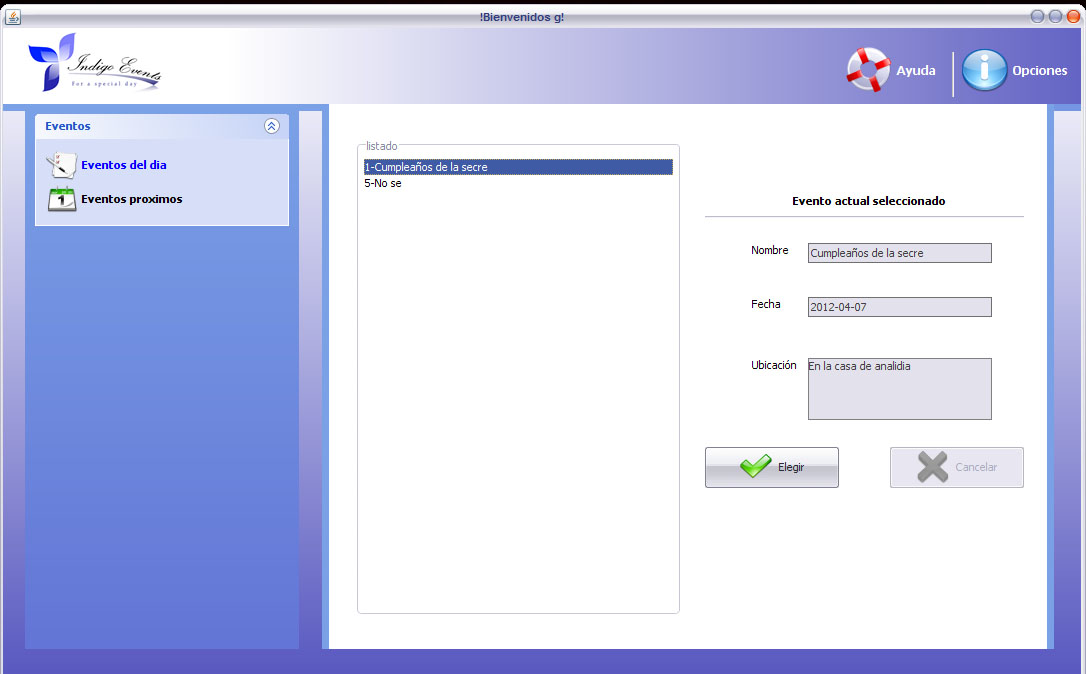 !Bienvenidos g!
Indigo Events
For a special day
Ayuda
Opciones
Eventos
Eventos del dia
1
Eventos proximos
listado
1-Cumpleaños de la secre
5-No se
Evento actual seleccionado
Nombre
Cumpleaños de la secre
Fecha
2012-04-07
Ubicación
En la casa de analidia
Elegir
Cancelar